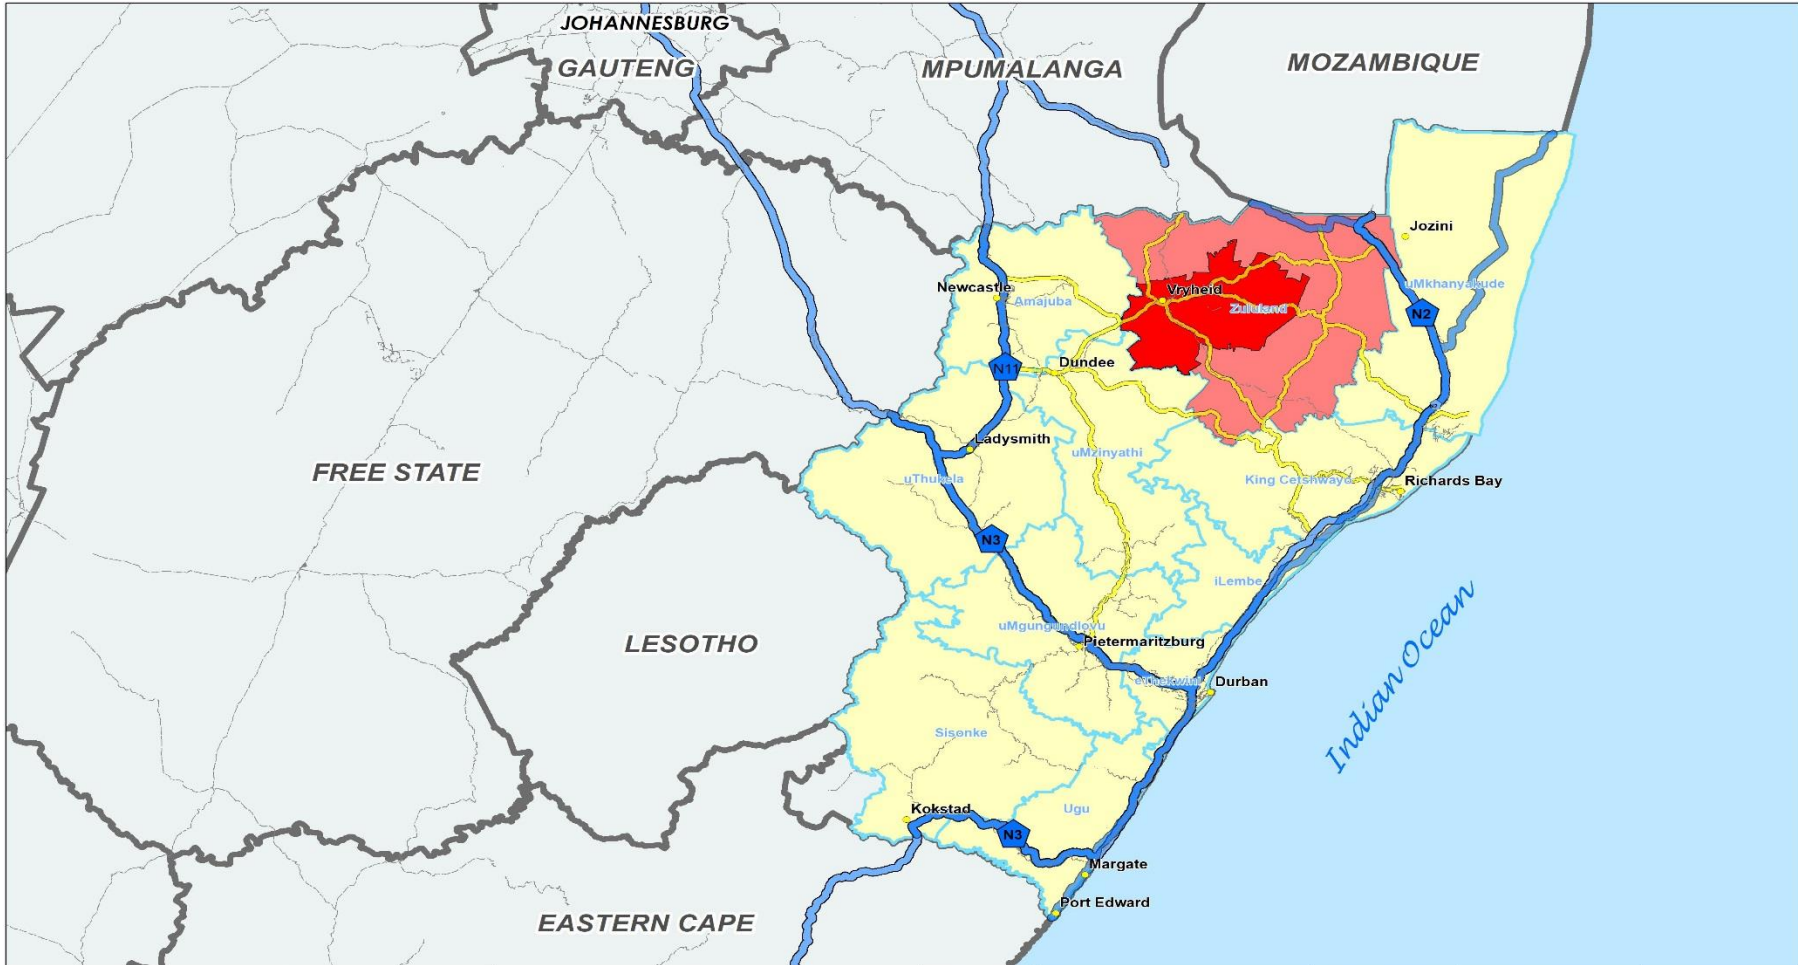 JOHANNESBURG
GAUTENG
MPUMALANGA
MOZAMBIQUE
Jozini
uMkhanyakude
Newcastle
Amajuba
Vryheid
Zululand
N2
N11
Dundee
Ladysmith
uMzinyathi
FREE STATE
uThukela
King Cetshwayo
Richards Bay
N3
iLembe
uMgungundlovu
LESOTHO
Pietermaritzburg
eThekwini
Durban
Indian Ocean
Sisonke
Kokstad
Ugu
N3
Margate
Port Edward
EASTERN CAPE